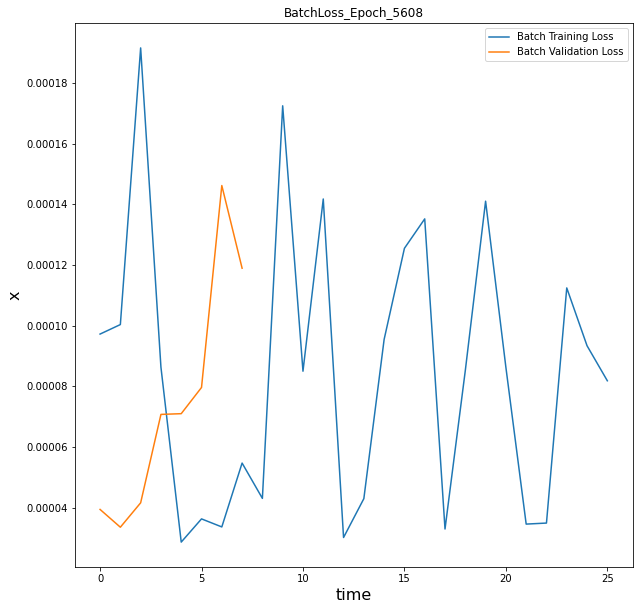 BatchLoss_Epoch_5608
Batch Training Loss
Batch Validation Loss
0.00018
0.00016
0.00014
0.00012
0.00010
0.00008
0.00006
0.00004
x
0 5 10 15 20 25
time